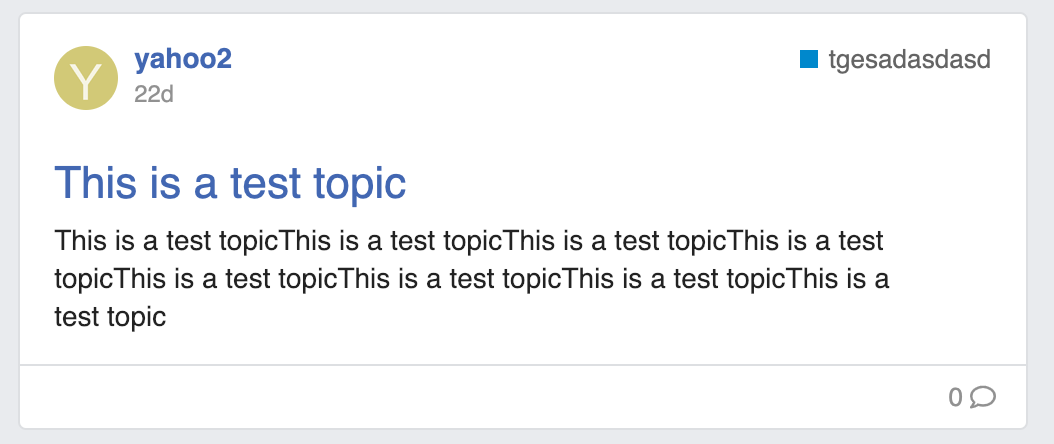 Y
yahoo2
22d
tgesadasdasd
This is a test topic
This is a test topicThis is a test topicThis is a test topicThis is a test
topicThis is a test topicThis is a test topicThis is a test topicThis is a
test topic
0